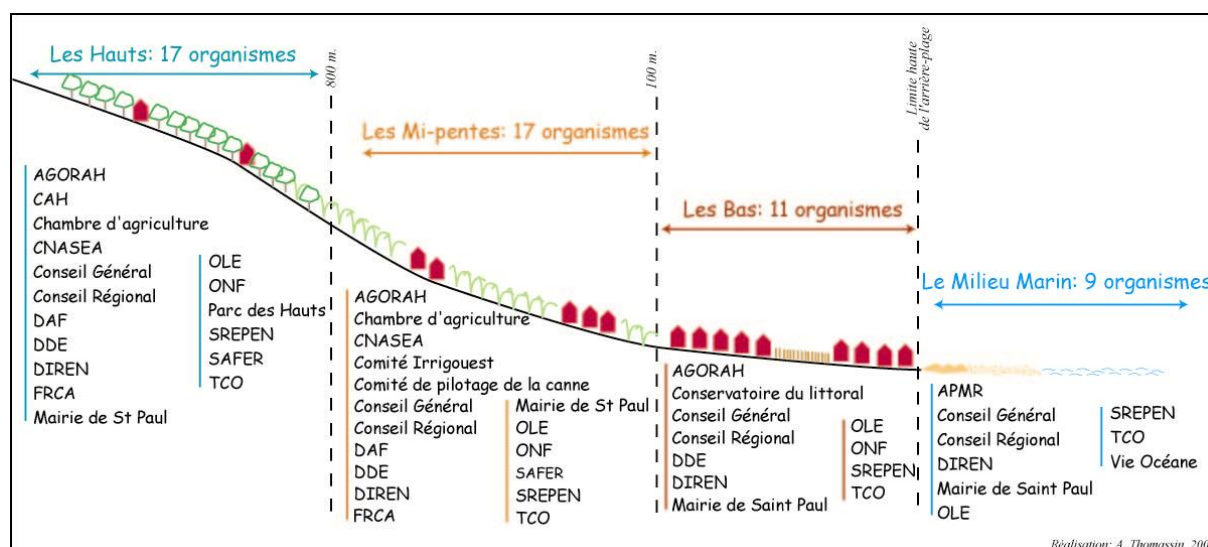 Les Hauts: 17 organismes
800 m.
Les Mi-pentes: 17 organismes
100 m.
Les Bas: 11 organismes
Limite haute
de l'arrière-plage
Le Milieu Marin: 9 organismes
AGORAH
CAH
Chambre d'agriculture
CNASEA
Conseil Général
Conseil Régional
DAF
DDE
DIREN
FRCA
Mairie de St Paul
OLE
ONF
Parc des Hauts
SREPEN
SAFER
TCO
AGORAH
Chambre d'agriculture
CNASEA
Comité Irrigouest
Comité de pilotage de la canne
Conseil Général
Conseil Régional
DAF
DDE
DIREN
FRCA
Mairie de St Paul
OLE
ONF
SAFER
SREPEN
TCO
AGORAH
Conservatoire du littoral
Conseil Général
Conseil Régional
DDE
DIREN
Mairie de Saint Paul
OLE
ONF
SREPEN
TCO
APMR
Conseil Général
Conseil Régional
DIREN
Mairie de Saint Paul
OLE
SREPEN
TCO
Vie Océane
Réalisation: A. Thomassin,